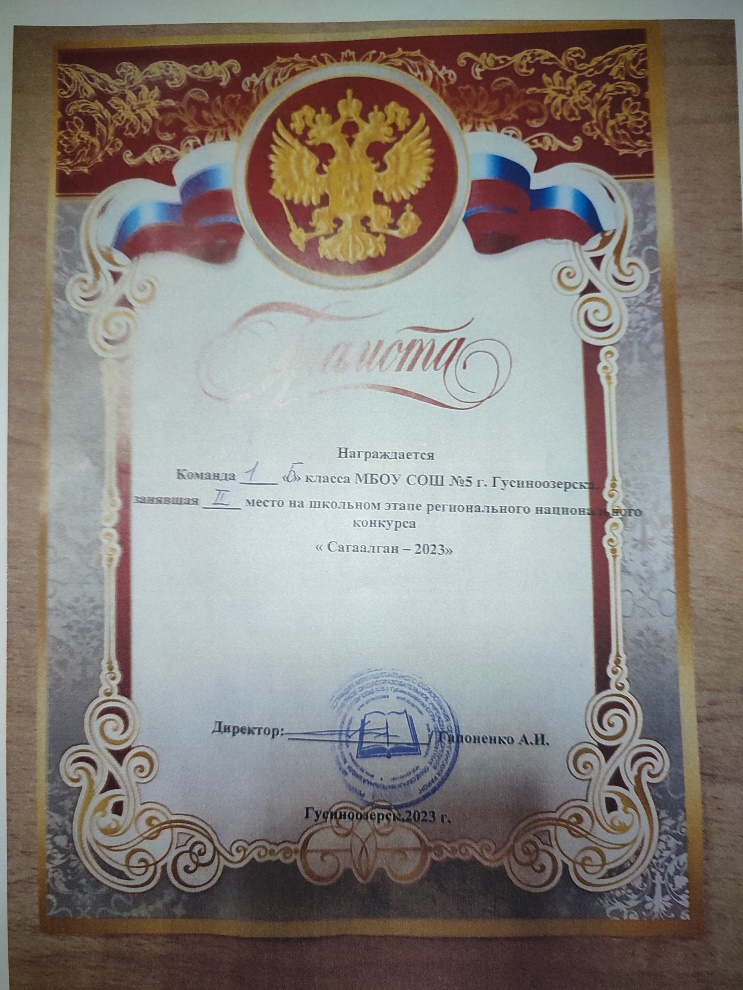 Грамота
Награждается
Команда 1 «Б» класса МБОУ СОШ №5 г. Гусиноозерска,
занявшая II место на школьном этапе регионального национального
конкурса
« Сагаалган – 2023»
Директор: / Гапоненко А.И.
Гусиноозерск.2023 г.